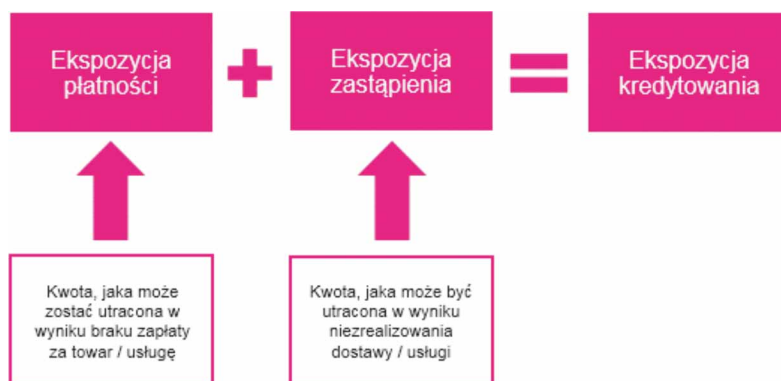 Ekspozycja
płatności
+
Ekspozycja
zastąpienia
=
Ekspozycja
kredytowania
Kwota, jaka może
zostać utracona w
wyniku braku zapłaty
za towar / usługę
Kwota, jaka może być
utracona w wyniku
niezrealizowania
dostawy / usługi